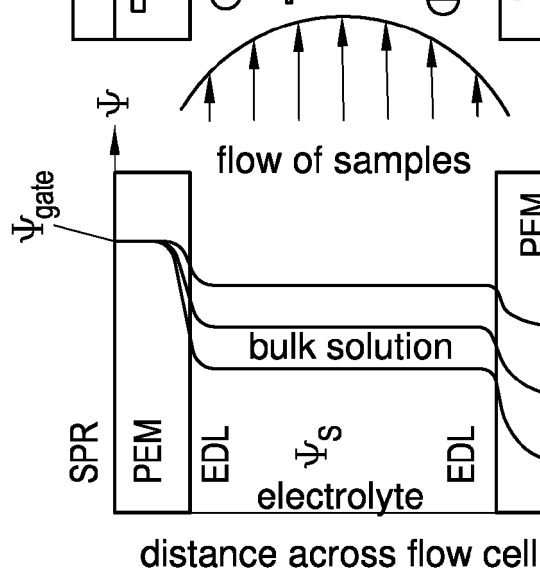 Ψ
flow of samples
Ψgate
PEM
bulk solution
SPR
PEM
EDL
ΨS
EDL
electrolyte
distance across flow cell